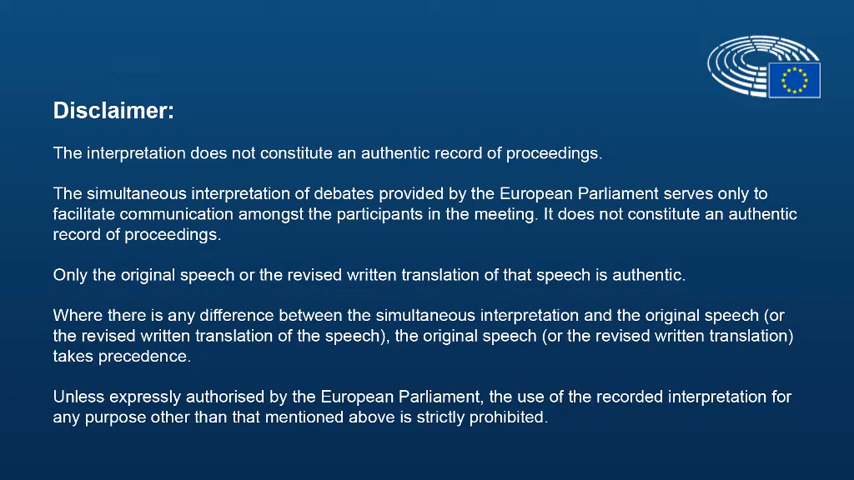 Disclaimer:
The interpretation does not constitute an authentic record of proceedings.
The simultaneous interpretation of debates provided by the European Parliament serves only to
facilitate communication amongst the participants in the meeting. It does not constitute an authentic
record of proceedings.
Only the original speech or the revised written translation of that speech is authentic.
Where there is any difference between the simultaneous interpretation and the original speech (or
the revised written translation of the speech), the original speech (or the revised written translation)
takes precedence.
Unless expressly authorised by the European Parliament, the use of the recorded interpretation for
any purpose other than that mentioned above is strictly prohibited.